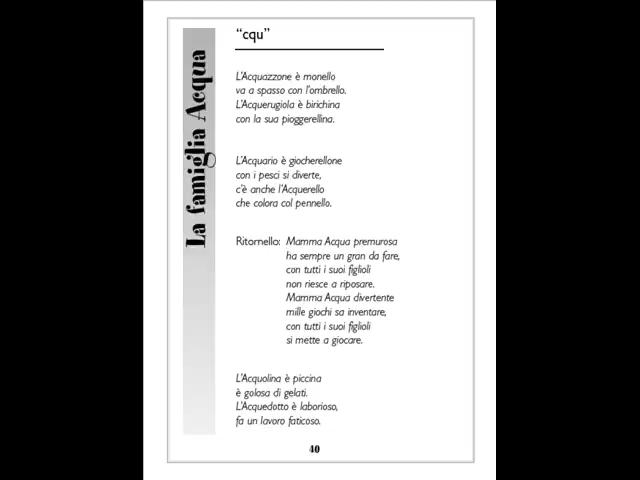 La famiglia Acqua
“cqu”
L'Acquazzone è monello
va a spasso con l'ombrello.
L'Acquerugiola è birichina
con la sua pioggerellina.
L'Acquario è giocherellone
con i pesci si diverte,
c'è anche l'Acquerello
che colora col pennello.
Ritornello: Mamma Acqua premurosa
ha sempre un gran da fare,
con tutti i suoi figlioli
non riesce a riposare.
Mamma Acqua divertente
mille giochi sa inventare,
con tutti i suoi figlioli
si mette a giocare.
L'Acquolina è piccina
è golosa di gelati.
L'Acquedotto è laborioso,
fa un lavoro faticoso.
40